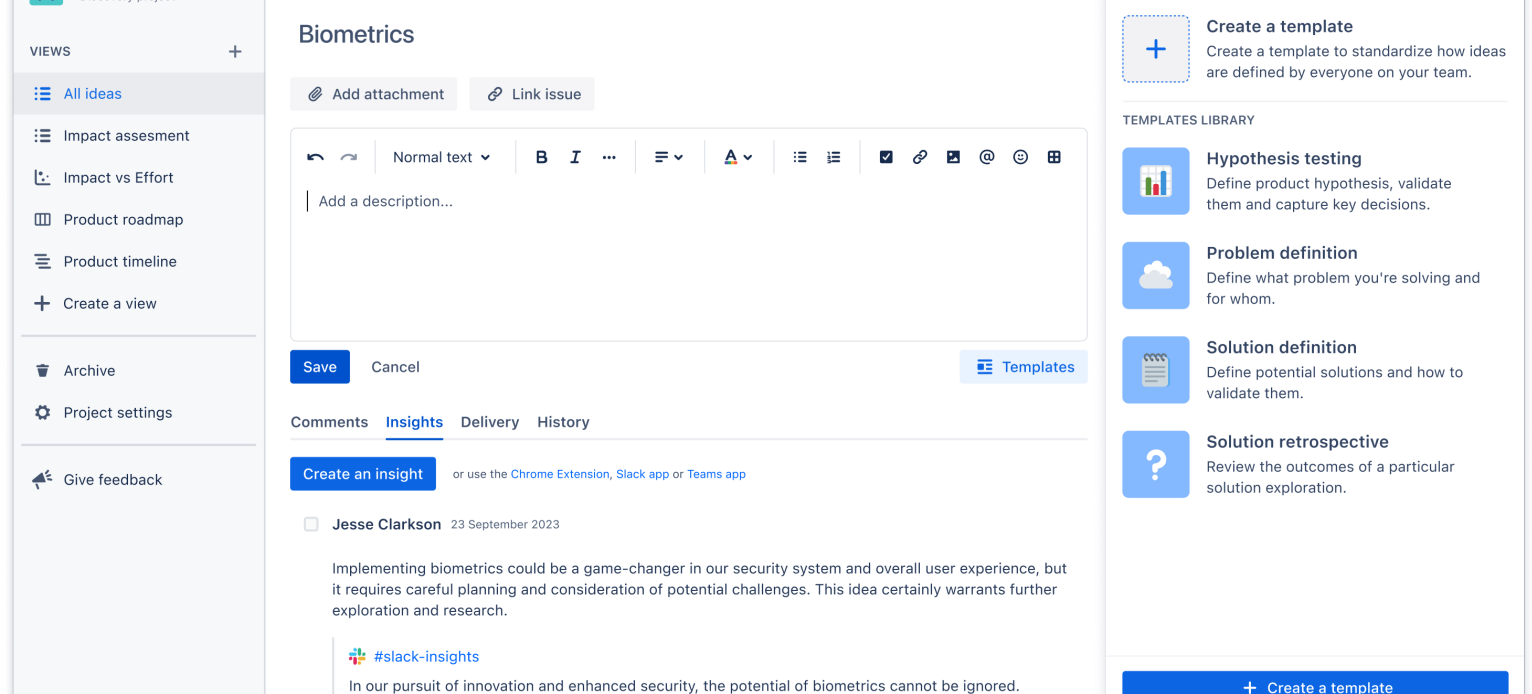 VIEWS
All ideas
Impact assesment
Impact vs Effort
Product roadmap
Product timeline
Create a view
Archive
Project settings
Give feedback
Biometrics
Add attachment
Link issue
Normal text
Add a description...
Save
Cancel
Templates
Comments
Insights
Delivery
History
Create an insight
or use the Chrome Extension, Slack app or Teams app
Jesse Clarkson 23 September 2023
Implementing biometrics could be a game-changer in our security system and overall user experience, but
it requires careful planning and consideration of potential challenges. This idea certainly warrants further
exploration and research.
#slack-insights
In our pursuit of innovation and enhanced security, the potential of biometrics cannot be ignored.
Create a template
Create a template to standardize how ideas
are defined by everyone on your team.
TEMPLATES LIBRARY
Hypothesis testing
Define product hypothesis, validate
them and capture key decisions.
Problem definition
Define what problem you're solving and
for whom.
Solution definition
Define potential solutions and how to
validate them.
Solution retrospective
Review the outcomes of a particular
solution exploration.
Create a template